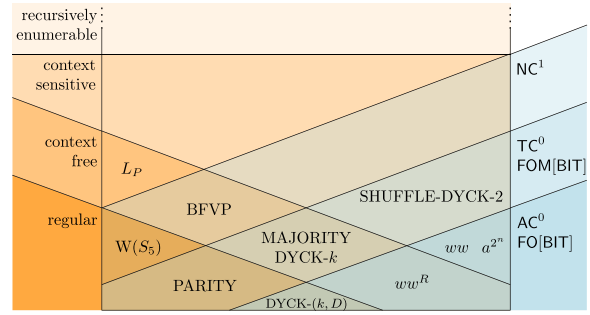 recursively
enumerable
context
sensitive
NC¹
context
free
TC⁰
FOM[BIT]
L_P
SHUFFLE-DYCK-2
BFVP
regular
AC⁰
FO[BIT]
W(S₅)
MAJORITY
DYCK-k
ww a^{2^n}
PARITY
ww^R
DYCK-(k, D)